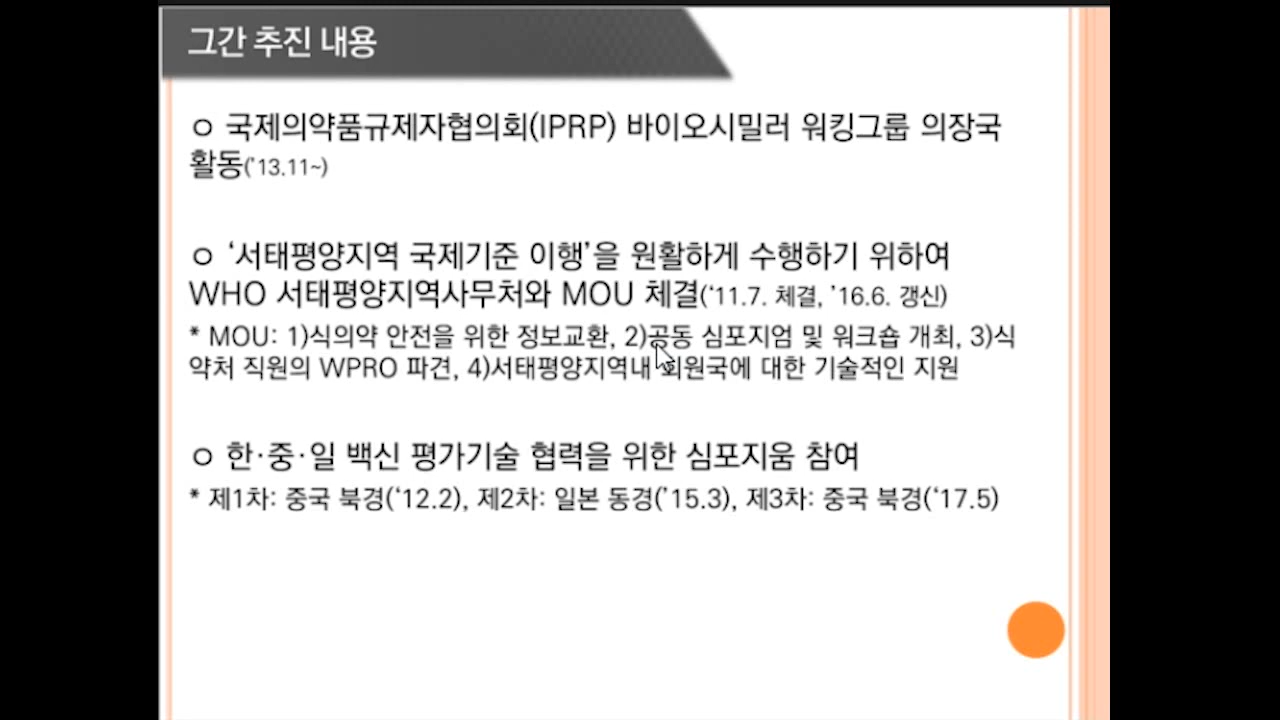 그간 추진 내용
ㅇ 국제의약품규제자협의회(IPRP) 바이오시밀러 워킹그룹 의장국
활동(’13.11~)
ㅇ ‘서태평양지역 국제기준 이행’을 원활하게 수행하기 위하여
WHO 서태평양지역사무처와 MOU 체결(‘11.7. 체결, ’16.6. 갱신)
* MOU: 1)식의약 안전을 위한 정보교환, 2)공동 심포지엄 및 워크숍 개최, 3)식
약처 직원의 WPRO 파견, 4)서태평양지역내 회원국에 대한 기술적인 지원
ㅇ 한·중·일 백신 평가기술 협력을 위한 심포지움 참여
* 제1차: 중국 북경(‘12.2), 제2차: 일본 동경(’15.3), 제3차: 중국 북경(‘17.5)